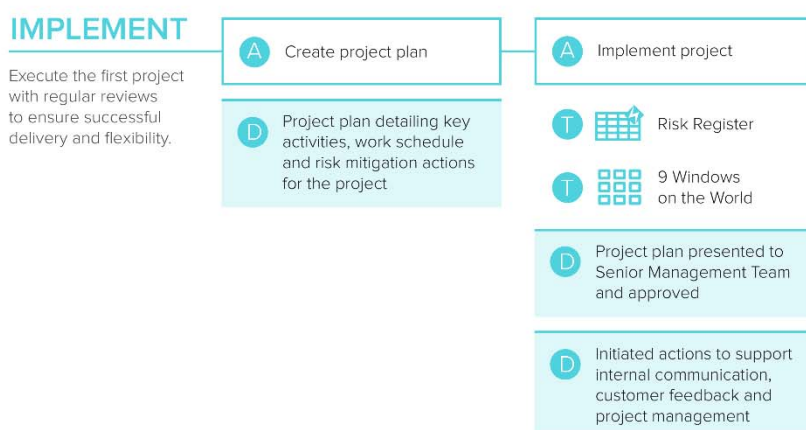 IMPLEMENT
Execute the first project
with regular reviews
to ensure successful
delivery and flexibility.
A Create project plan
D Project plan detailing key
activities, work schedule
and risk mitigation actions
for the project
A Implement project
T Risk Register
T 9 Windows
on the World
D Project plan presented to
Senior Management Team
and approved
D Initiated actions to support
internal communication,
customer feedback and
project management